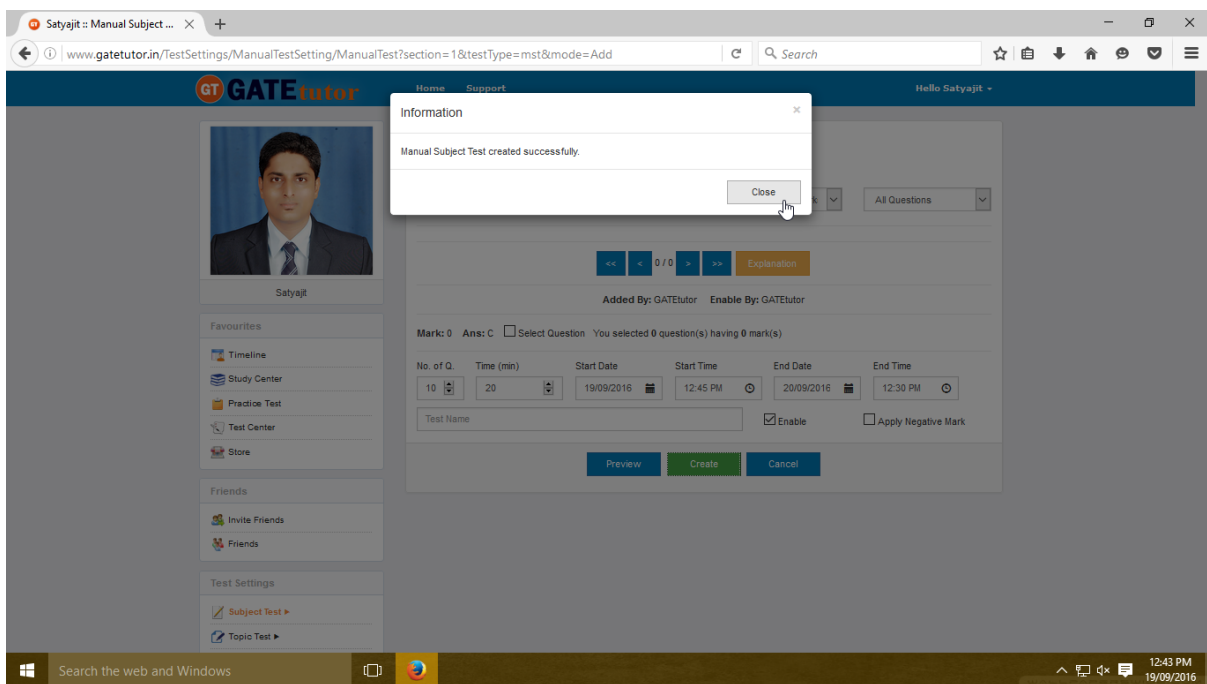 Satyajit :: Manual Subject ...
www.gatetutor.in/TestSettings/ManualTestSetting/ManualTest?section=1&testType=mst&mode=Add
Search
GT GATEtutor
Home Support Hello Satyajit
Information
Manual Subject Test created successfully.
Close
All Questions
<< < 0 / 0 > >> Explanation
Satyajit
Added By: GATEtutor Enable By: GATEtutor
Favourites
Mark: 0 Ans: C Select Question You selected 0 question(s) having 0 mark(s)
Timeline
Study Center
Practice Test
Test Center
Store
No. of Q. Time (min) Start Date Start Time End Date End Time
10 20 19/09/2016 12:45 PM 20/09/2016 12:30 PM
Test Name Enable Apply Negative Mark
Preview Create Cancel
Friends
Invite Friends
Friends
Test Settings
Subject Test
Topic Test
Search the web and Windows
12:43 PM
19/09/2016